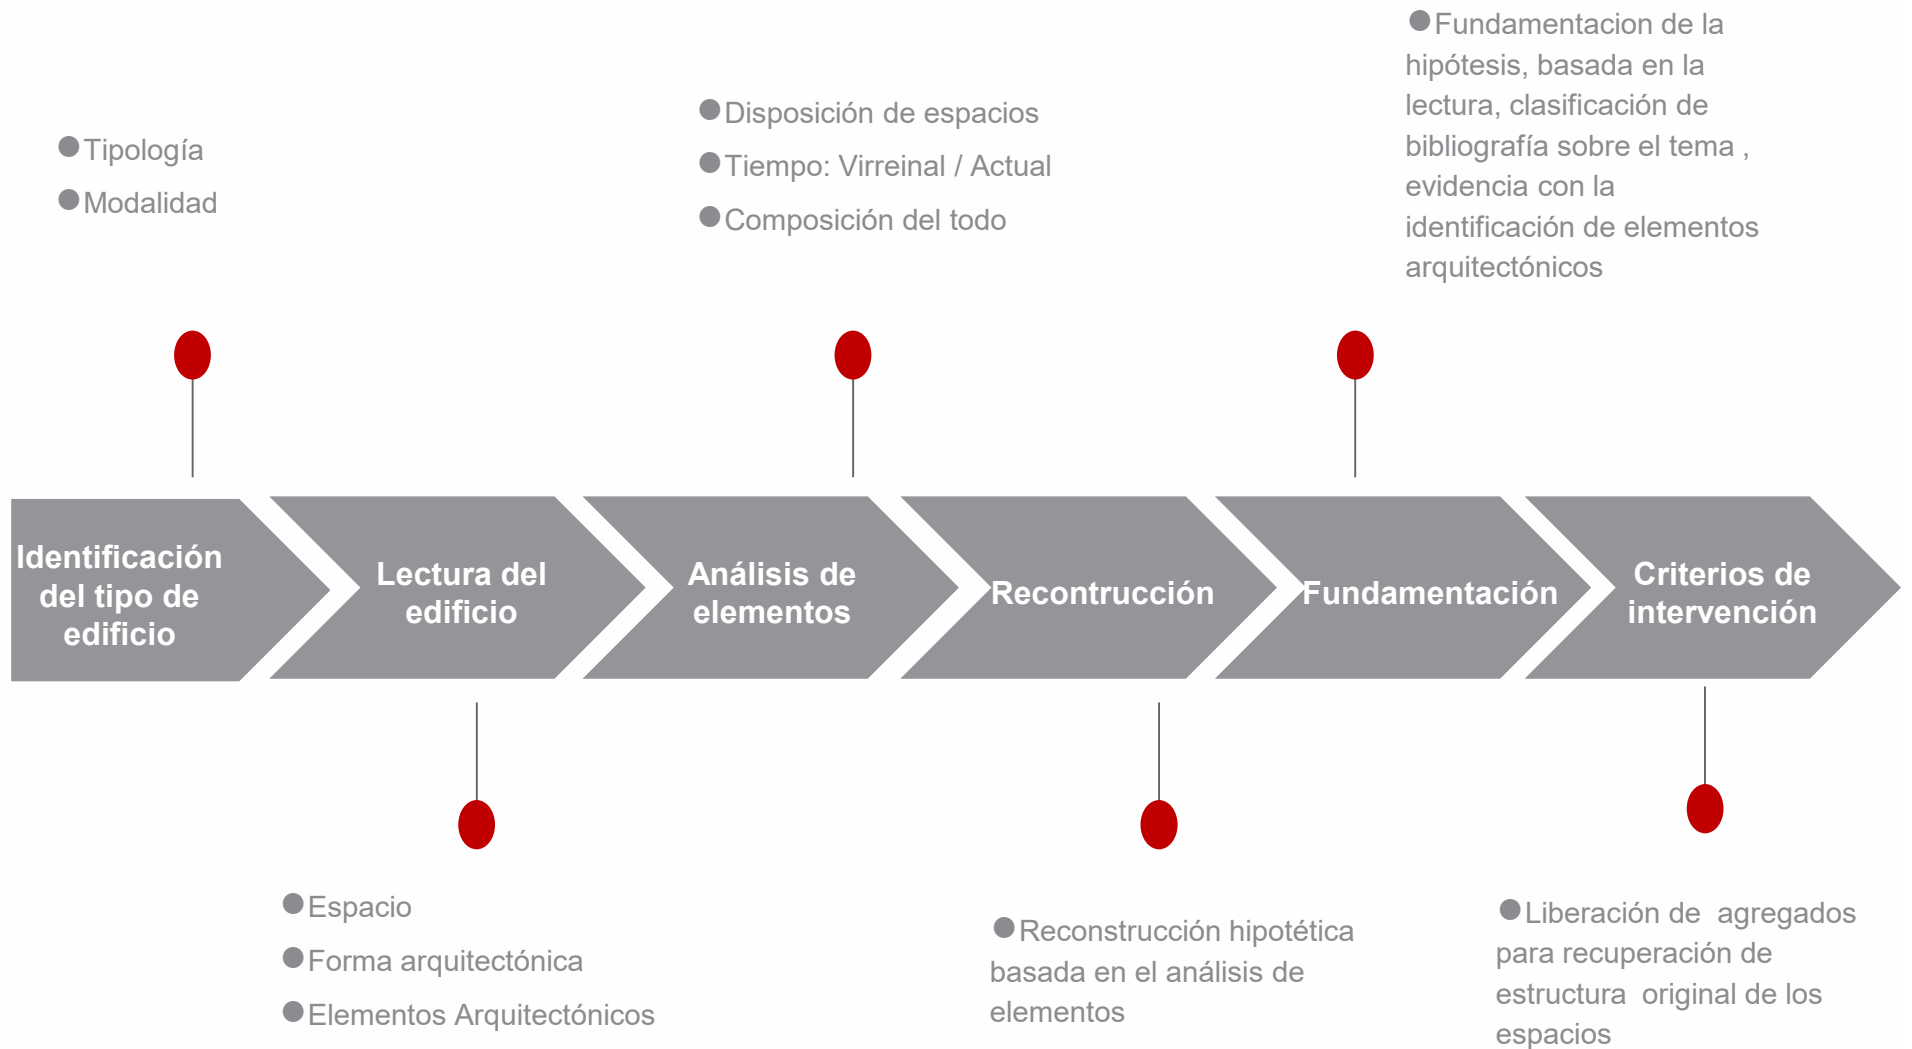 ● Tipología
● Modalidad
● Disposición de espacios
● Tiempo: Virreinal / Actual
● Composición del todo
● Fundamentacion de la
hipótesis, basada en la
lectura, clasificación de
bibliografía sobre el tema ,
evidencia con la
identificación de elementos
arquitectónicos
Identificación
del tipo de
edificio
Lectura del
edificio
Análisis de
elementos
Recontrucción
Fundamentación
Criterios de
intervención
● Espacio
● Forma arquitectónica
● Elementos Arquitectónicos
● Reconstrucción hipotética
basada en el análisis de
elementos
● Liberación de agregados
para recuperación de
estructura original de los
espacios